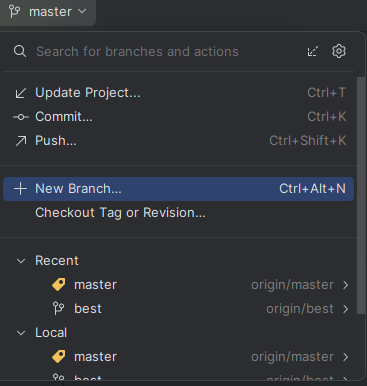 master
Search for branches and actions
Update Project... Ctrl+T
Commit... Ctrl+K
Push... Ctrl+Shift+K
New Branch... Ctrl+Alt+N
Checkout Tag or Revision...
Recent
master origin/master
best origin/best
Local
master origin/master
best origin/best